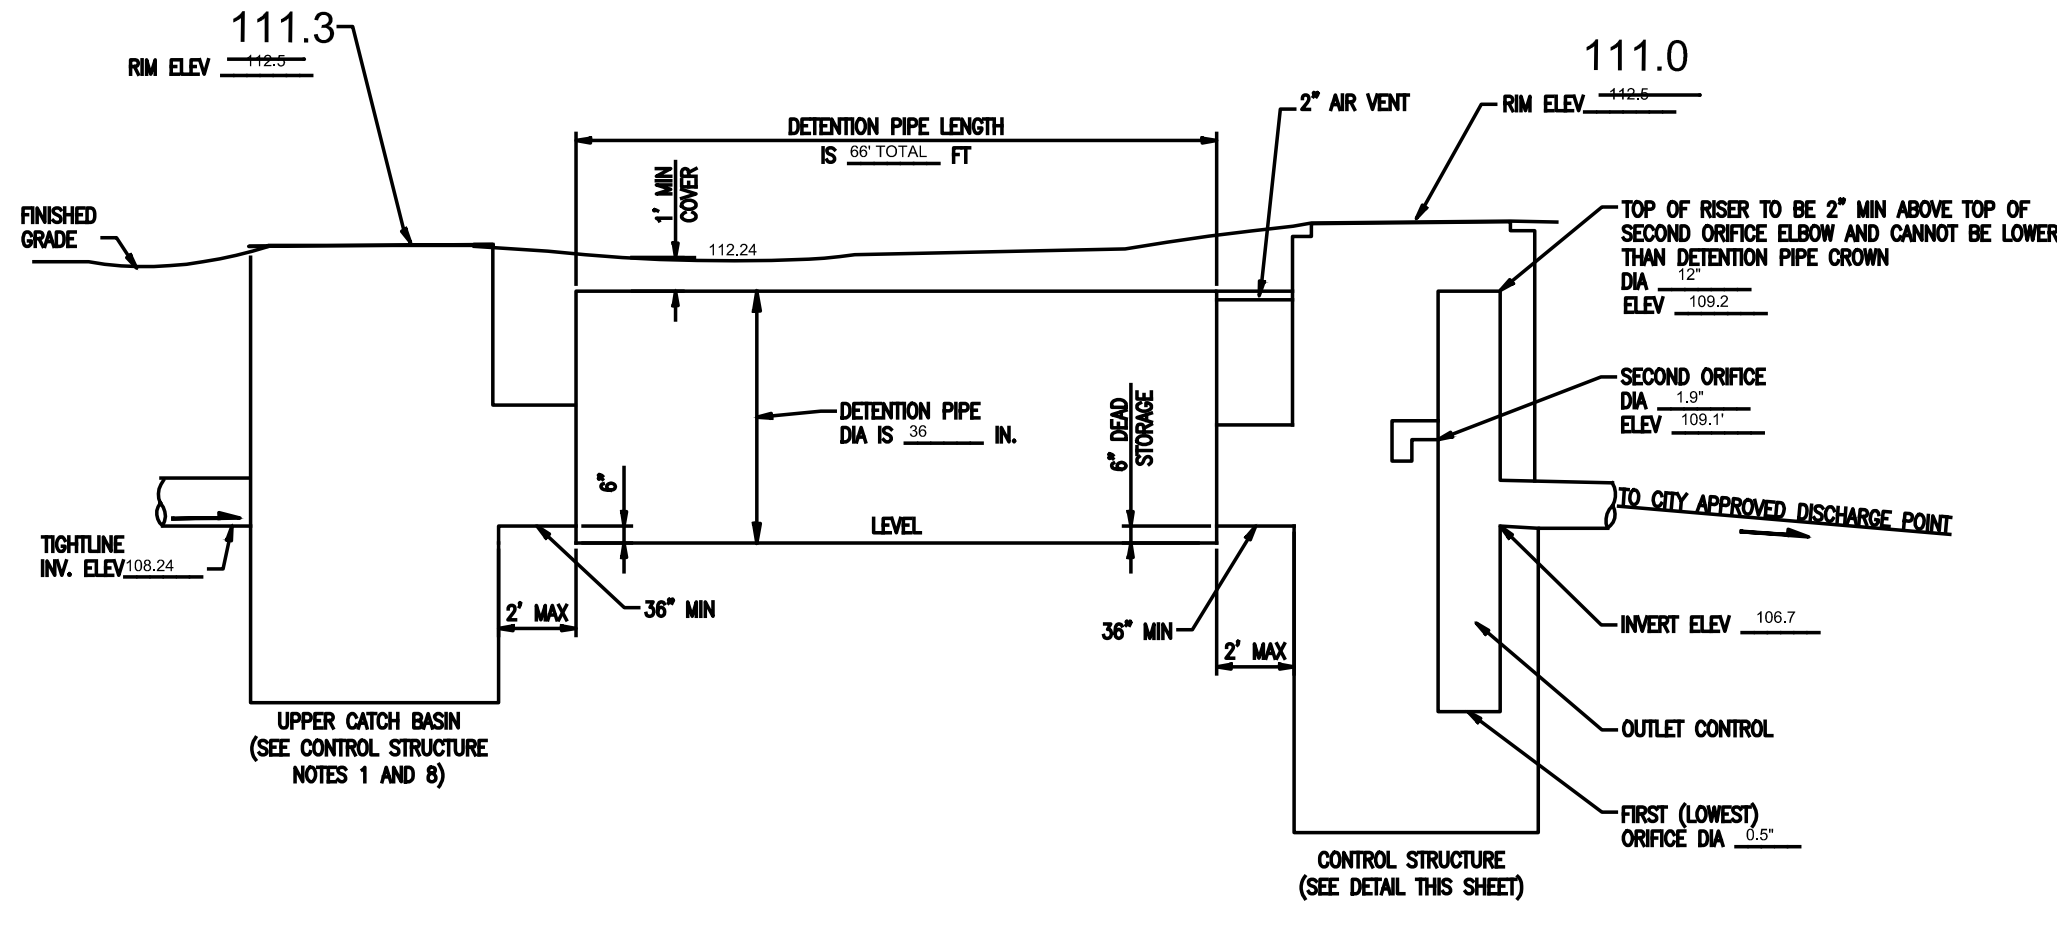 111.3
RIM ELEV 112.5
111.0
RIM ELEV 112.5
2" AIR VENT
DETENTION PIPE LENGTH
IS 66' TOTAL FT
1' MIN
COVER
112.24
FINISHED
GRADE
TOP OF RISER TO BE 2" MIN ABOVE TOP OF
SECOND ORIFICE ELBOW AND CANNOT BE LOWER
THAN DETENTION PIPE CROWN
DIA 12"
ELEV 109.2
SECOND ORIFICE
DIA 1.9"
ELEV 109.1'
DETENTION PIPE
DIA IS 36 IN.
6" DEAD
STORAGE
6"
LEVEL
TO CITY APPROVED DISCHARGE POINT
TIGHTLINE
INV. ELEV 108.24
2' MAX
36" MIN
36" MIN
2' MAX
INVERT ELEV 106.7
UPPER CATCH BASIN
(SEE CONTROL STRUCTURE
NOTES 1 AND 8)
OUTLET CONTROL
FIRST (LOWEST)
ORIFICE DIA 0.5"
CONTROL STRUCTURE
(SEE DETAIL THIS SHEET)